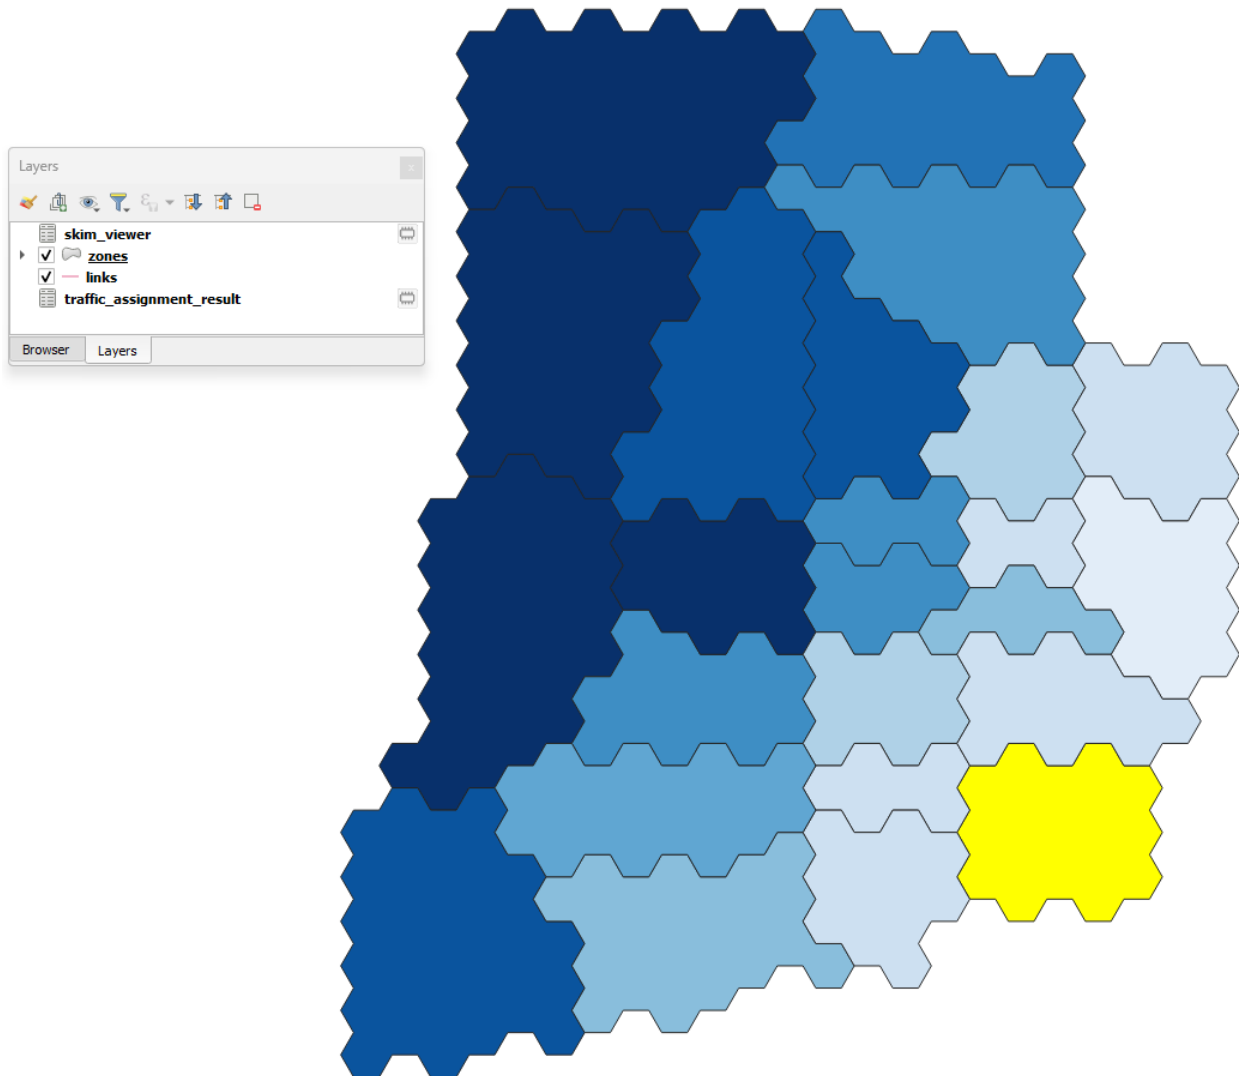 Layers
skim_viewer
zones
links
traffic_assignment_result
Browser
Layers